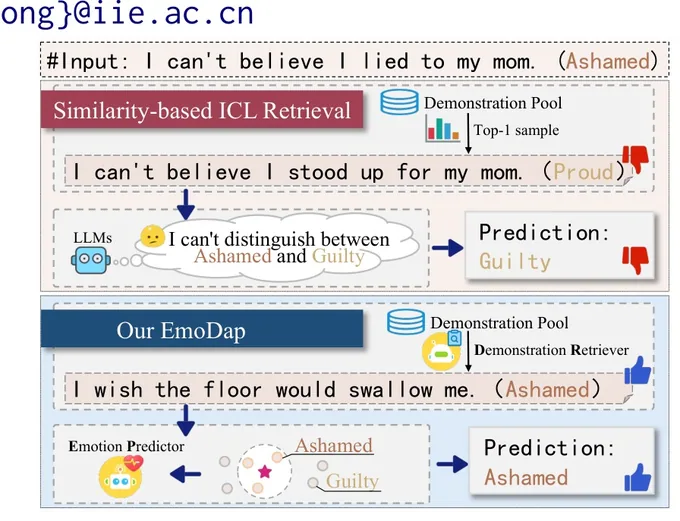 ong}@iie.ac.cn
#Input: I can't believe I lied to my mom. (Ashamed)
Similarity-based ICL Retrieval
Demonstration Pool
Top-1 sample
I can't believe I stood up for my mom. (Proud)
LLMs
I can't distinguish between
Ashamed and Guilty
Prediction:
Guilty
Our EmoDap
Demonstration Pool
Demonstration Retriever
I wish the floor would swallow me. (Ashamed)
Emotion Predictor
Ashamed
Guilty
Prediction:
Ashamed